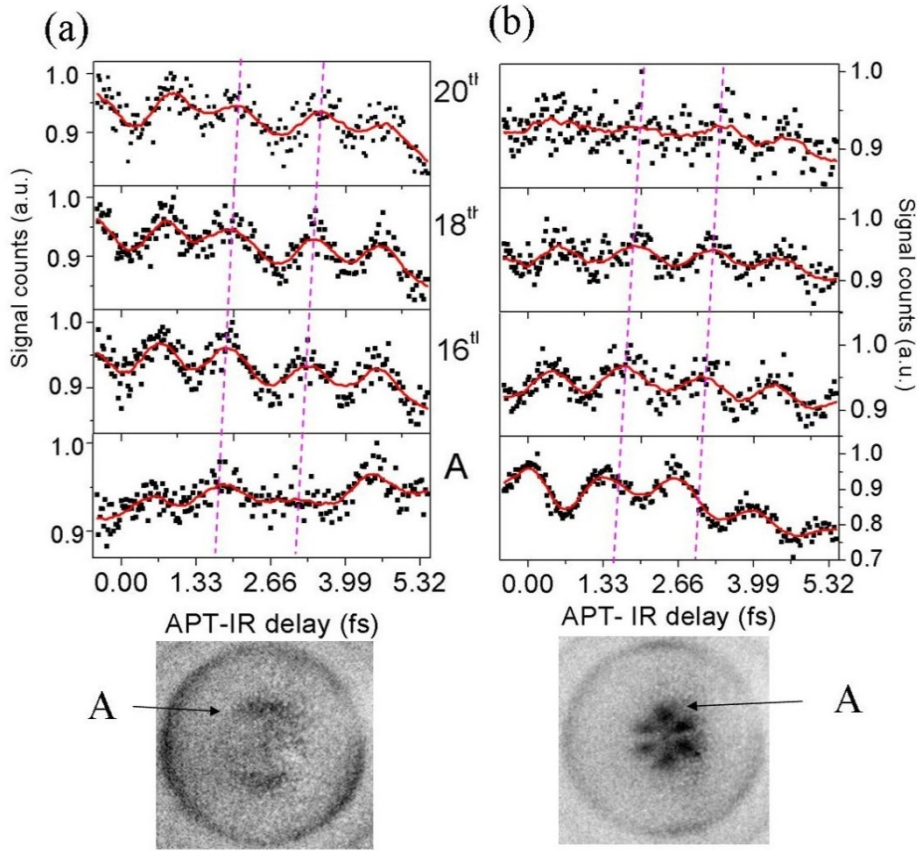 (a)
(b)
1.0
0.9
20th
1.0
0.9
1.0
0.9
18th
1.0
0.9
1.0
0.9
16th
1.0
0.9
1.0
0.9
A
1.0
0.9
0.8
0.7
Signal counts (a.u.)
Signal counts (a.u.)
0.00 1.33 2.66 3.99 5.32
0.00 1.33 2.66 3.99 5.32
APT-IR delay (fs)
APT- IR delay (fs)
A
A